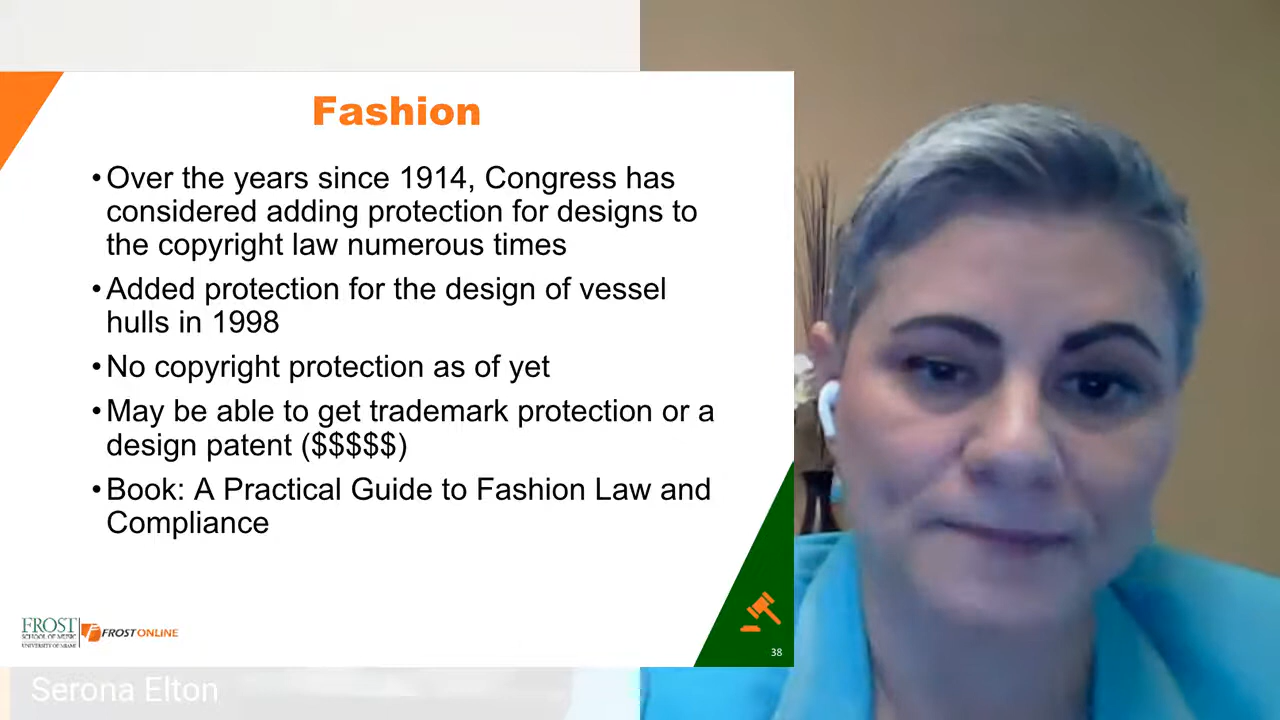 Fashion
•Over the years since 1914, Congress has
considered adding protection for designs to
the copyright law numerous times
•Added protection for the design of vessel
hulls in 1998
•No copyright protection as of yet
•May be able to get trademark protection or a
design patent ($$$$$)
•Book: A Practical Guide to Fashion Law and
Compliance
FROST
SCHOOL OF MUSIC
UNIVERSITY OF MIAMI
FROST ONLINE
38
Serona Elton